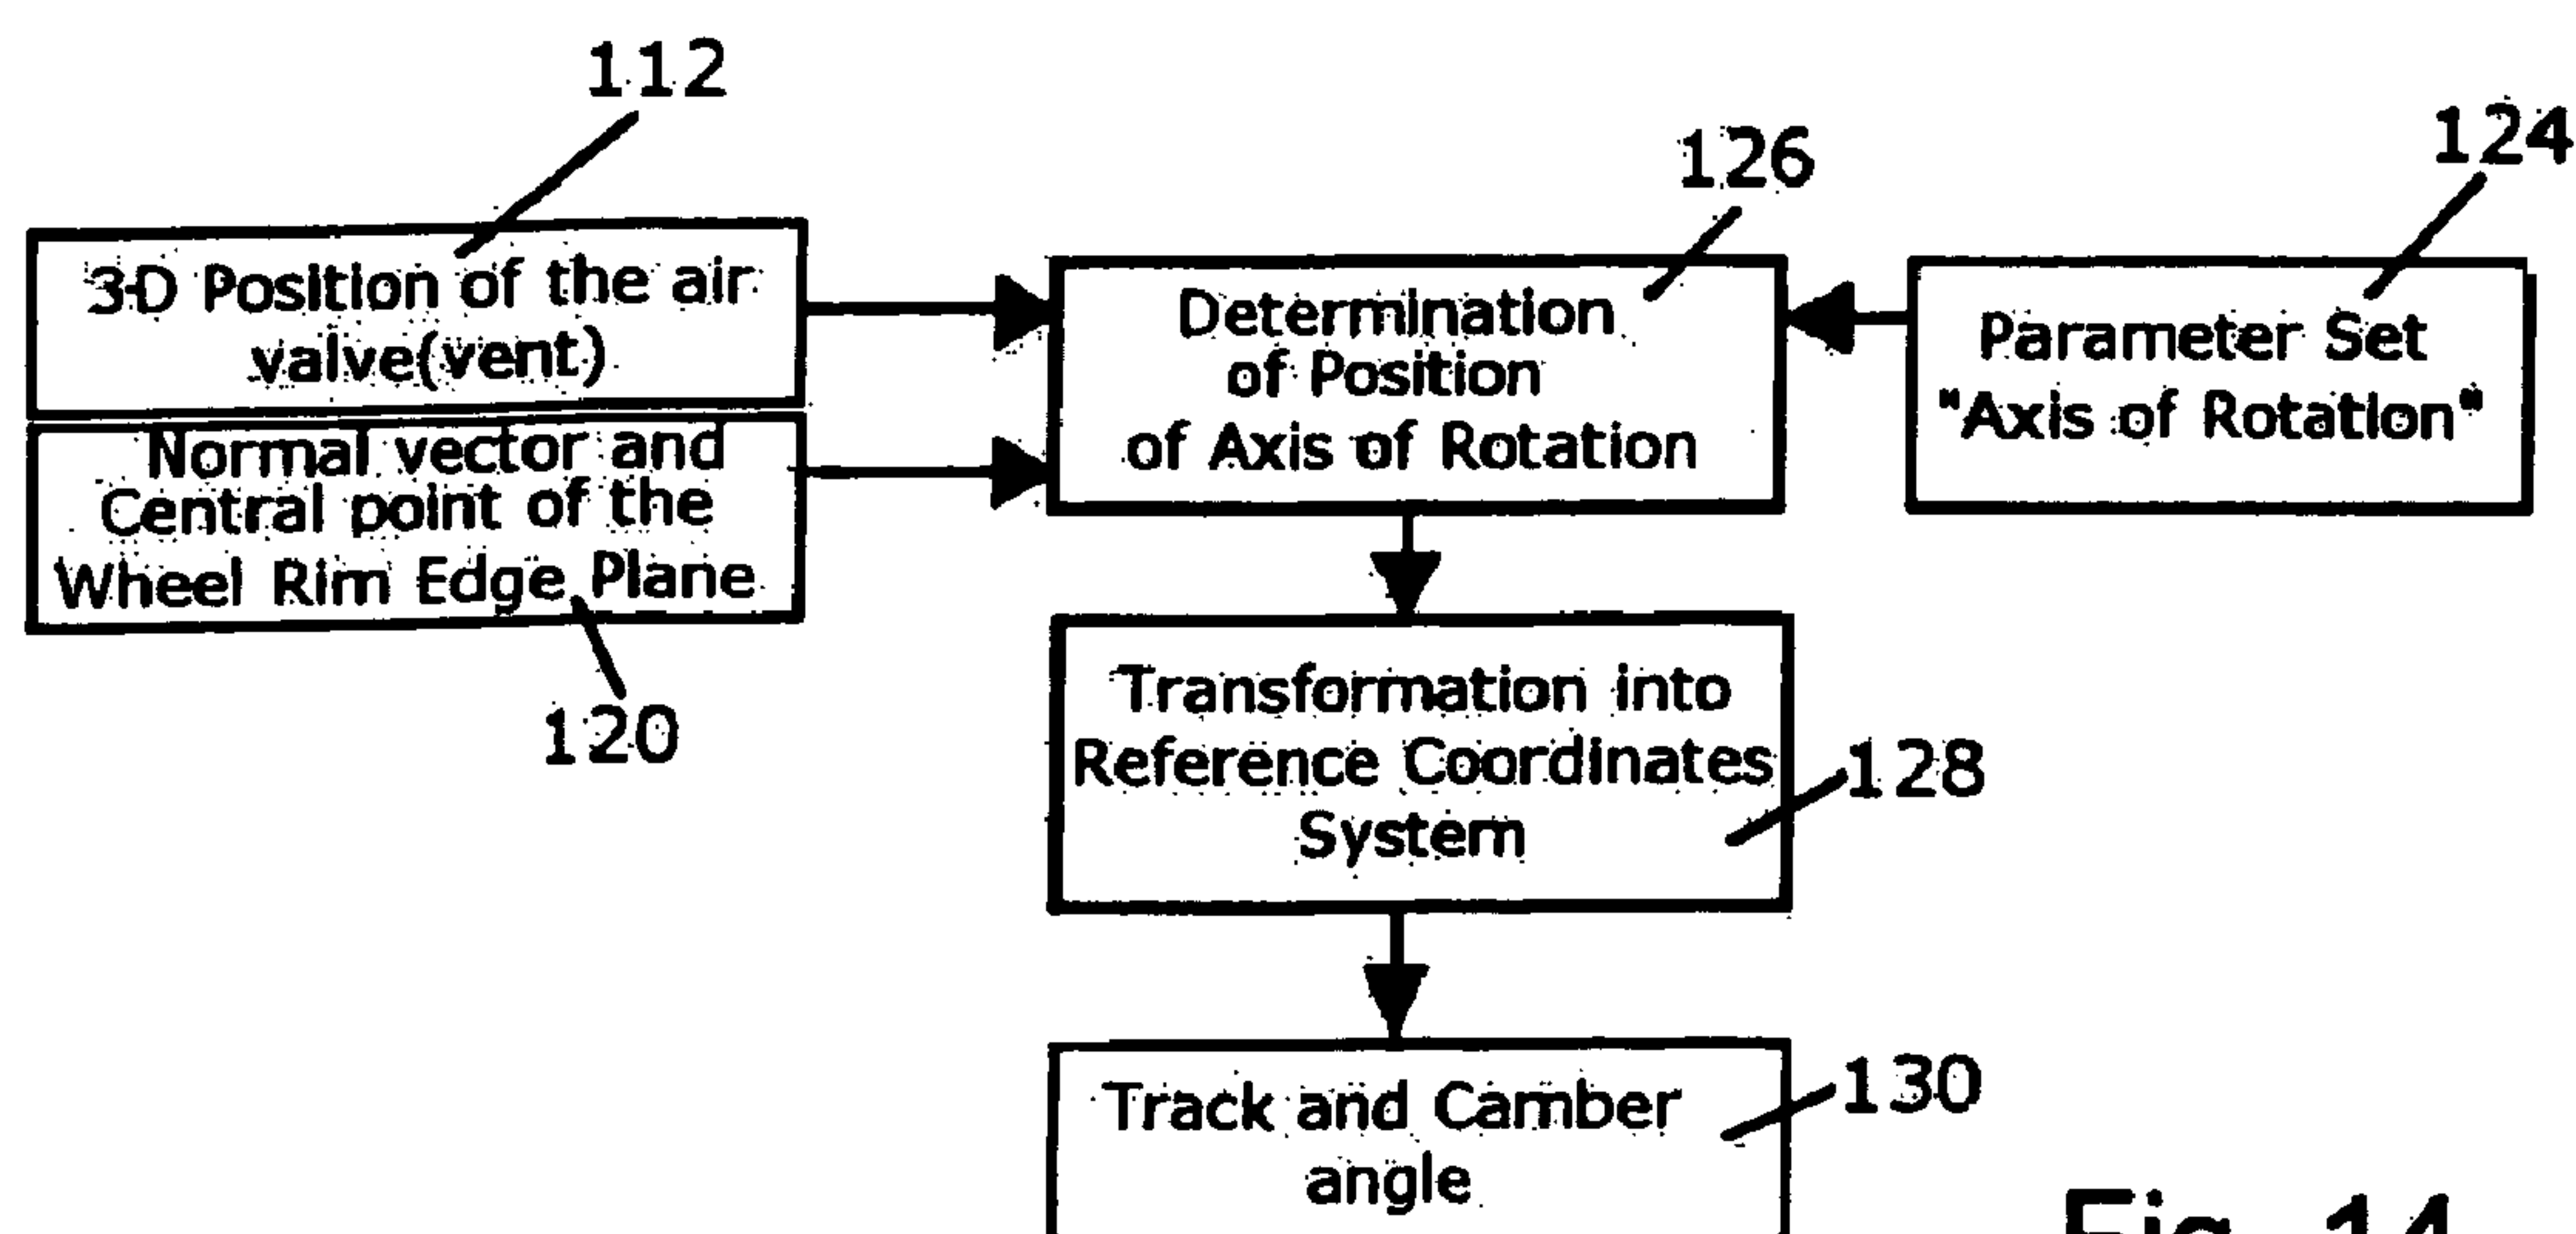 112
3-D Position of the air
valve(vent)
Normal vector and
Central point of the
Wheel Rim Edge Plane
120
126
Determination
of Position
of Axis of Rotation
124
Parameter Set
"Axis of Rotation"
Transformation into
Reference Coordinates
System
128
Track and Camber
angle
130
Fig. 14